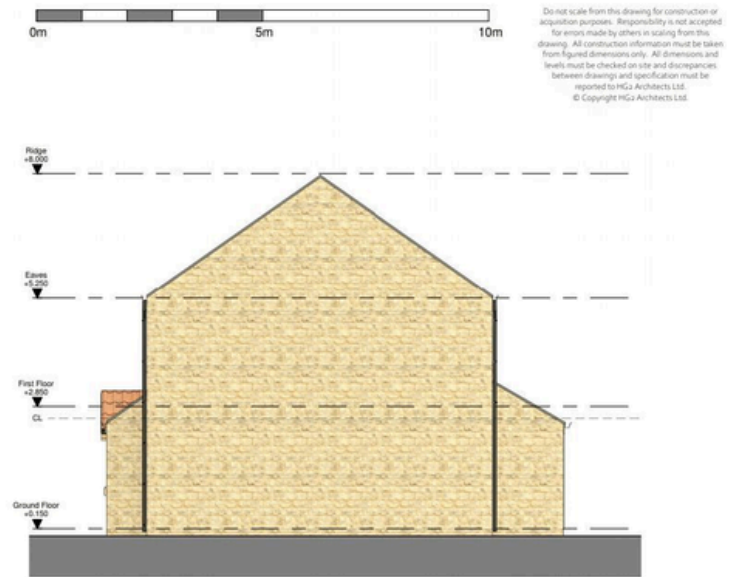 Do not scale from this drawing for construction or
acquisition purposes. Responsibility is not accepted
for errors made by others in scaling from this
drawing. All construction information must be taken
from figured dimensions only. All dimensions and
levels must be checked on site and discrepancies
between drawings and specification must be
reported to HG2 Architects Ltd.
© Copyright HG2 Architects Ltd.
0m 5m 10m
Ridge
+8.000
Eaves
+5.250
First Floor
+2.850
CL
Ground Floor
+0.150